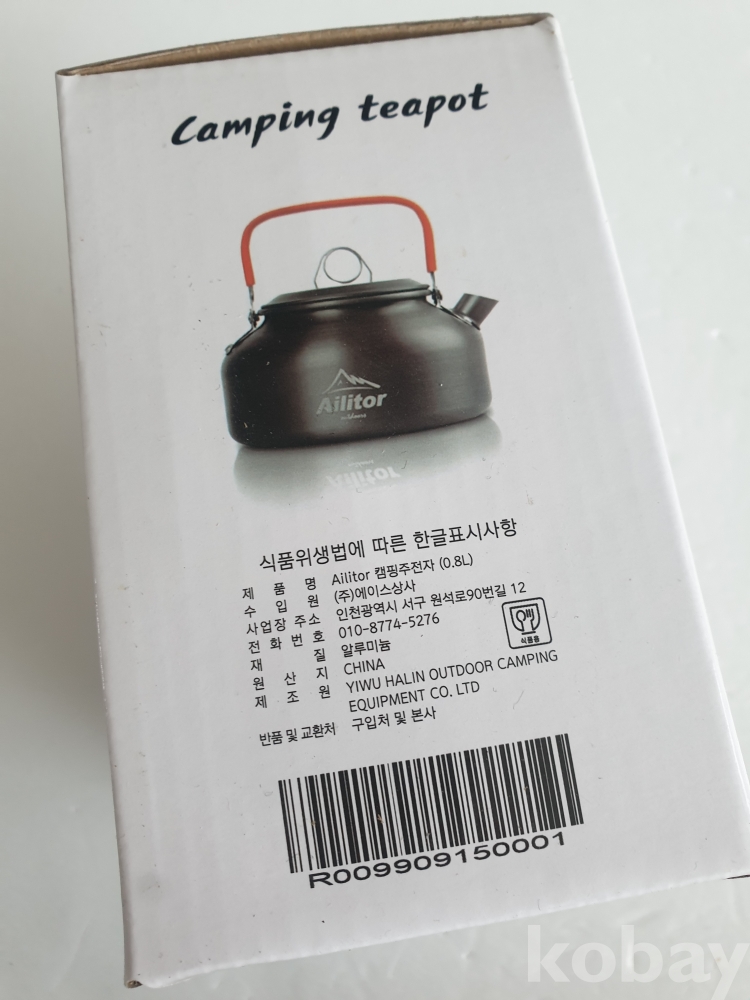 Camping teapot
Ailitor
식품위생법에 따른 한글표시사항
제 품 명 Ailitor 캠핑주전자 (0.8L)
수 입 원 (주)에이스상사
사업장 주소 인천광역시 서구 원석로90번길 12
전 화 번 호 010-8774-5276
재 질 알루미늄
원 산 지 CHINA
제 조 원 YIWU HALIN OUTDOOR CAMPING
EQUIPMENT CO. LTD
반품 및 교환처 구입처 및 본사
식품용
R009909150001
kobay